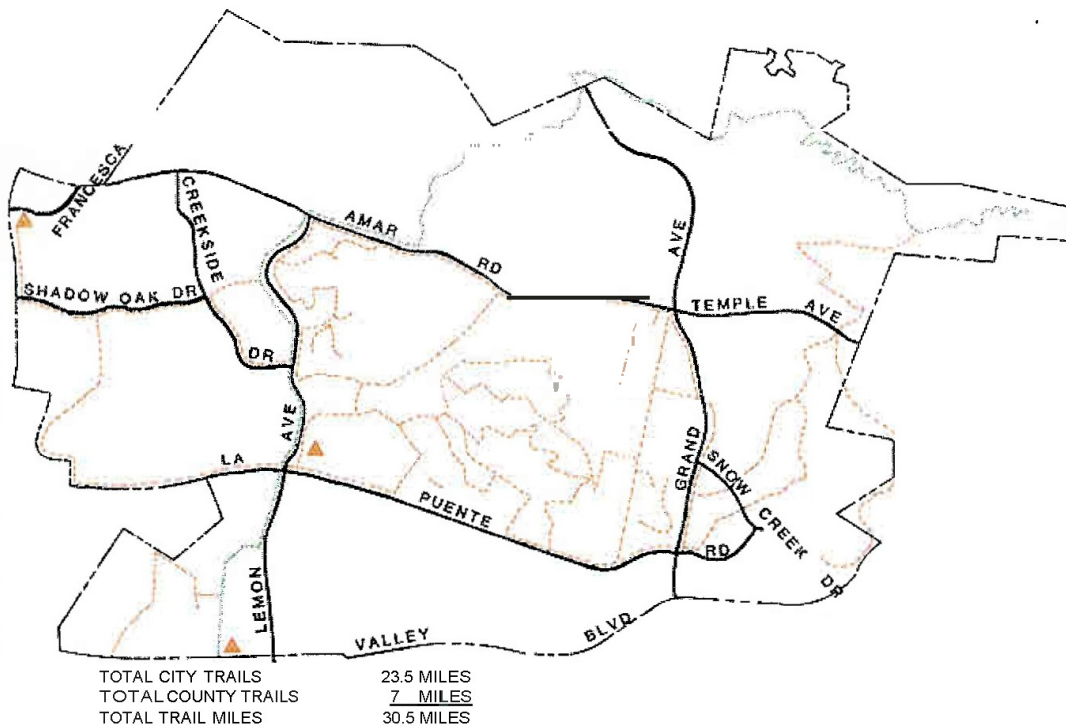 FRANCESCA
CREEKSIDE
AMAR
RD
AVE
SHADOW OAK DR
TEMPLE AVE
DR
AVE
LA
GRAND
SNOW
PUENTE
CREEK
RD
DR
LEMON
VALLEY
BLVD
TOTAL CITY TRAILS 23.5 MILES
TOTAL COUNTY TRAILS 7 MILES
TOTAL TRAIL MILES 30.5 MILES